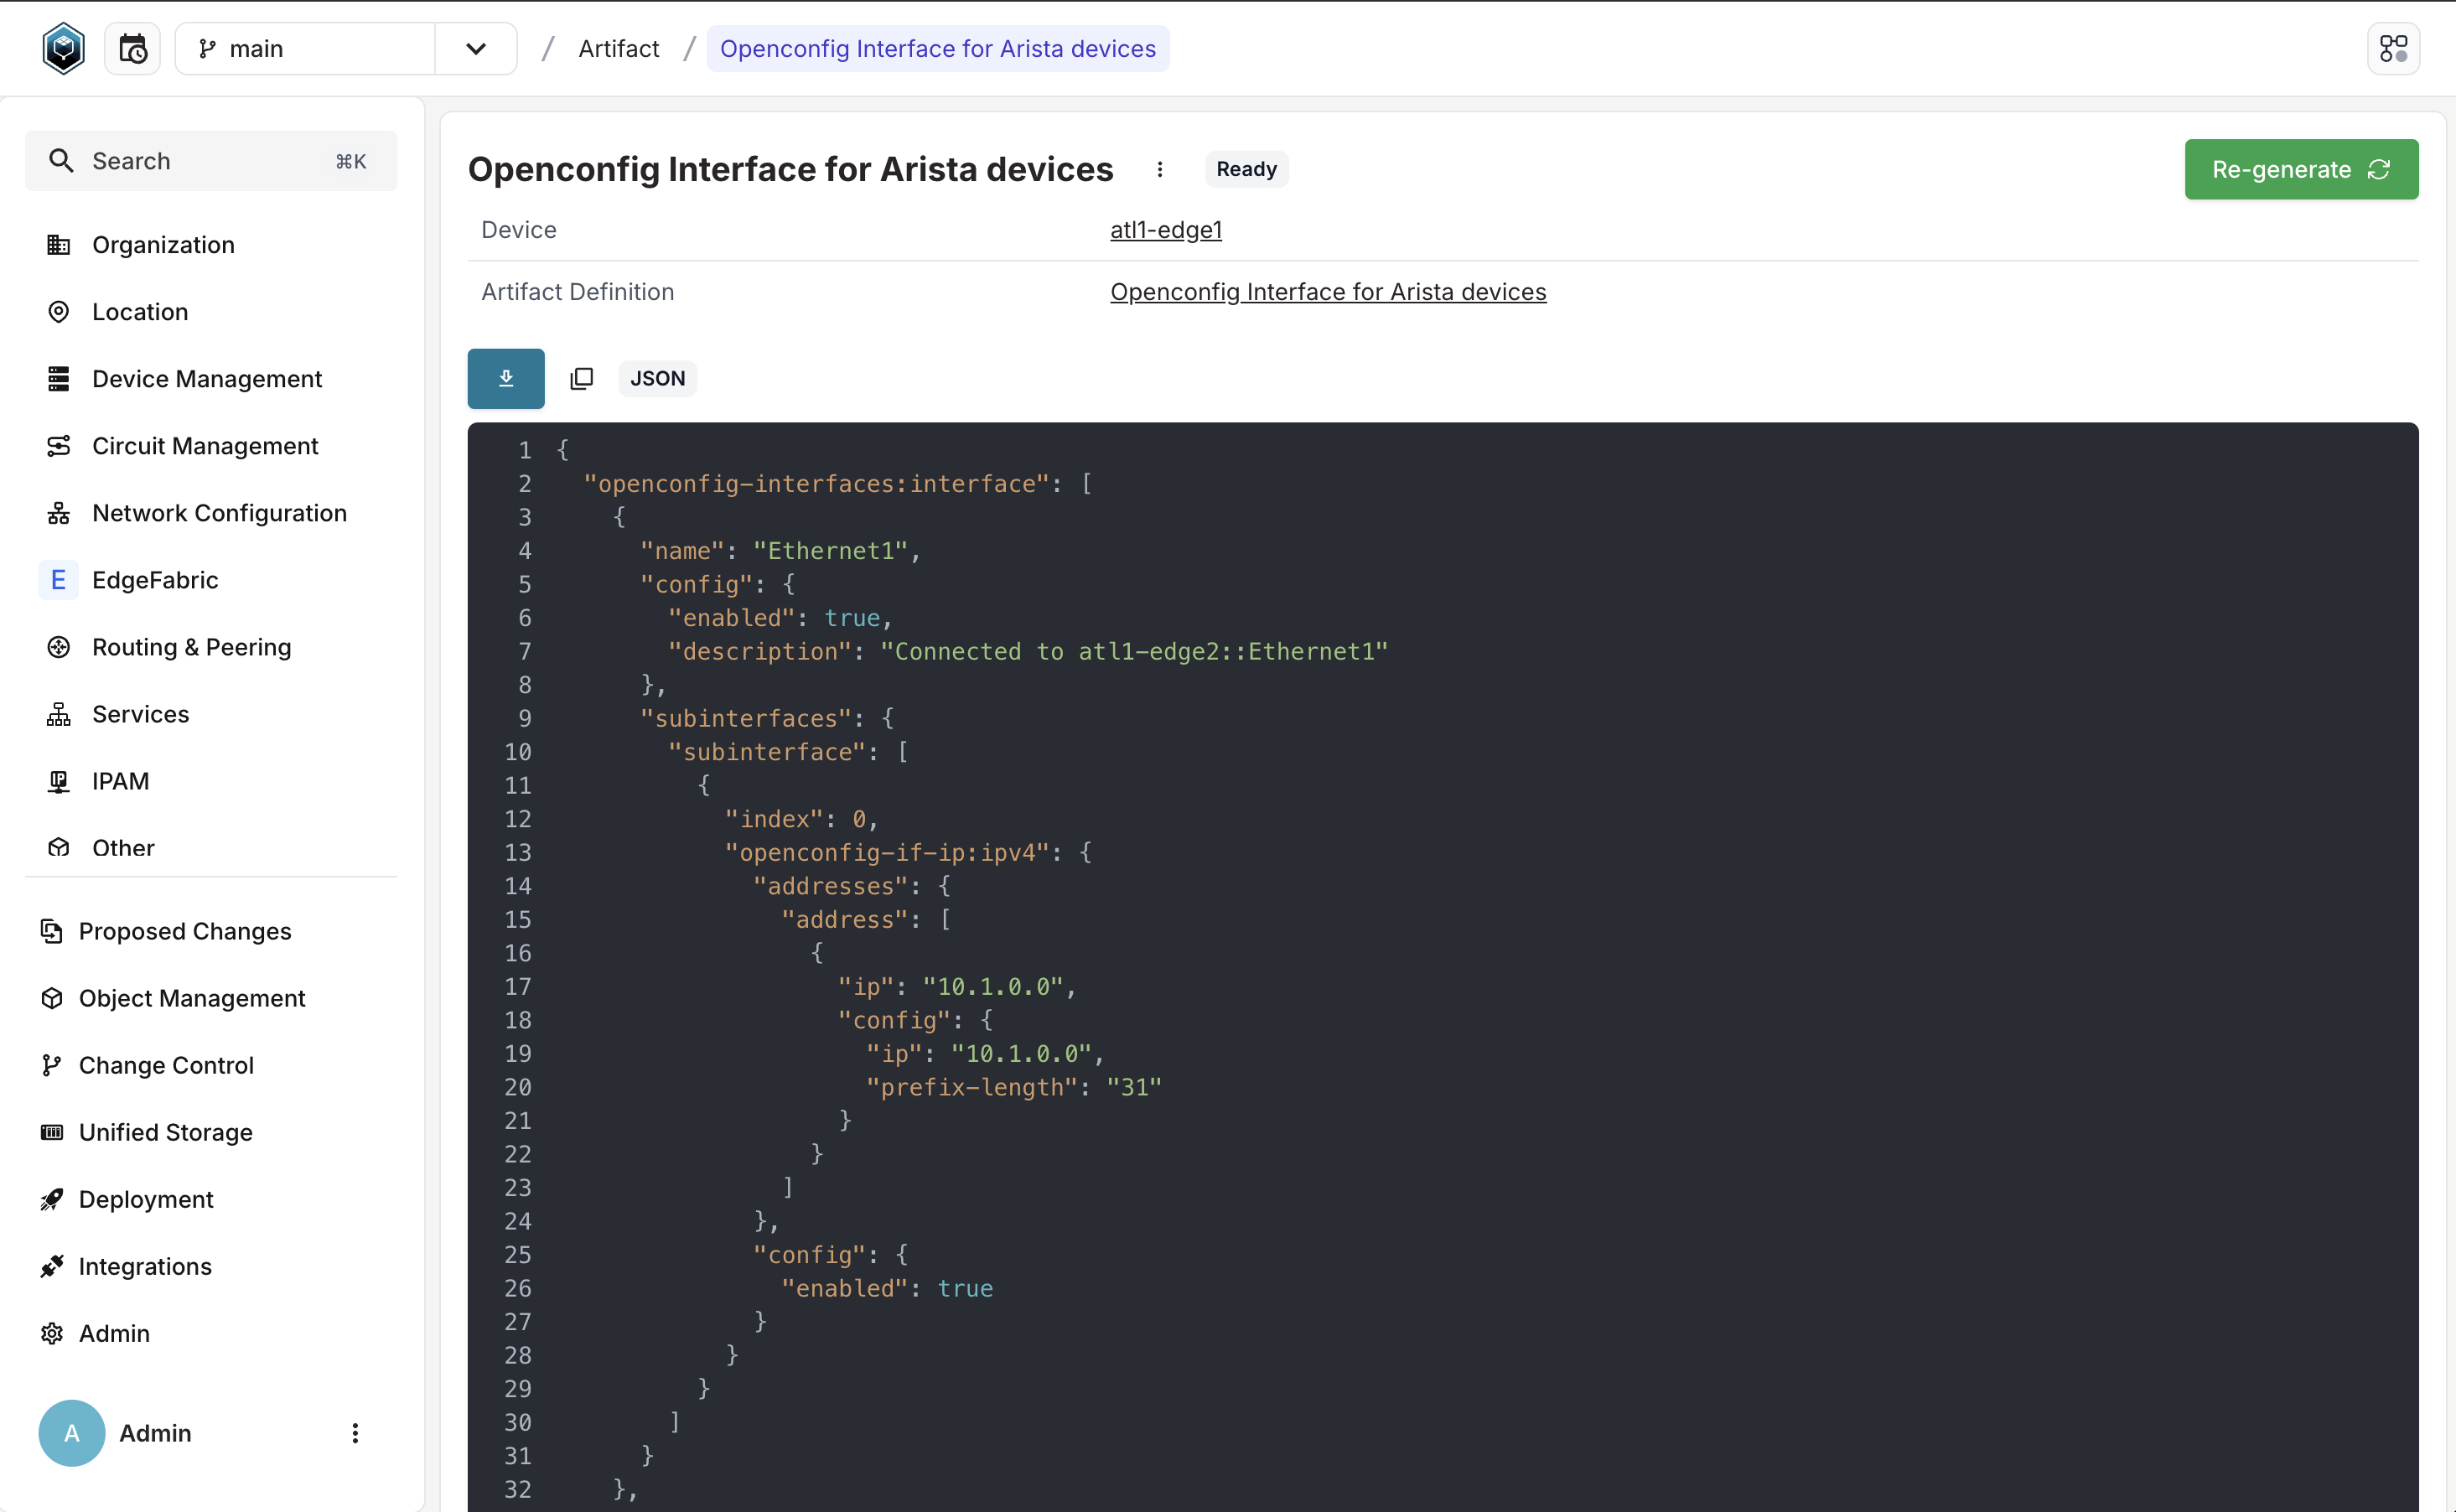 main / Artifact / Openconfig Interface for Arista devices
Search ⌘K
Organization
Location
Device Management
Circuit Management
Network Configuration
E EdgeFabric
Routing & Peering
Services
IPAM
Other
Proposed Changes
Object Management
Change Control
Unified Storage
Deployment
Integrations
Admin
A Admin
Openconfig Interface for Arista devices Ready Re-generate
Device atl1-edge1
Artifact Definition Openconfig Interface for Arista devices
JSON
1 {
2   "openconfig-interfaces:interface": [
3     {
4       "name": "Ethernet1",
5       "config": {
6         "enabled": true,
7         "description": "Connected to atl1-edge2::Ethernet1"
8       },
9       "subinterfaces": {
10         "subinterface": [
11           {
12             "index": 0,
13             "openconfig-if-ip:ipv4": {
14               "addresses": {
15                 "address": [
16                   {
17                     "ip": "10.1.0.0",
18                     "config": {
19                       "ip": "10.1.0.0",
20                       "prefix-length": "31"
21                     }
22                   }
23                 ]
24               },
25               "config": {
26                 "enabled": true
27               }
28             }
29           }
30         ]
31       }
32     },